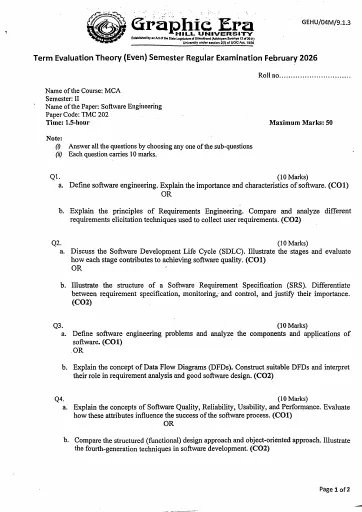 GEHU/04M/9.1.3
Graphic Era
HILL UNIVERSITY
Term Evaluation Theory (Even) Semester Regular Examination February 2026
Roll no..............................
Name of the Course: MCA
Semester: II
Name of the Paper: Software Engineering
Paper Code: TMC 202
Time: 1.5-hour Maximum Marks: 50
Note:
(i) Answer all the questions by choosing any one of the sub-questions
(ii) Each question carries 10 marks.
Q1. (10 Marks)
a. Define software engineering. Explain the importance and characteristics of software. (CO1)
OR
b. Explain the principles of Requirements Engineering. Compare and analyze different
requirements elicitation techniques used to collect user requirements. (CO2)
Q2. (10 Marks)
a. Discuss the Software Development Life Cycle (SDLC). Illustrate the stages and evaluate
how each stage contributes to achieving software quality. (CO1)
OR
b. Illustrate the structure of a Software Requirement Specification (SRS). Differentiate
between requirement specification, monitoring, and control, and justify their importance.
(CO2)
Q3. (10 Marks)
a. Define software engineering problems and analyze the components and applications of
software. (CO1)
OR
b. Explain the concept of Data Flow Diagrams (DFDs). Construct suitable DFDs and interpret
their role in requirement analysis and good software design. (CO2)
Q4. (10 Marks)
a. Explain the concepts of Software Quality, Reliability, Usability, and Performance. Evaluate
how these attributes influence the success of the software process. (CO1)
OR
b. Compare the structured (functional) design approach and object-oriented approach. Illustrate
the fourth-generation techniques in software development. (CO2)
Page 1 of 2